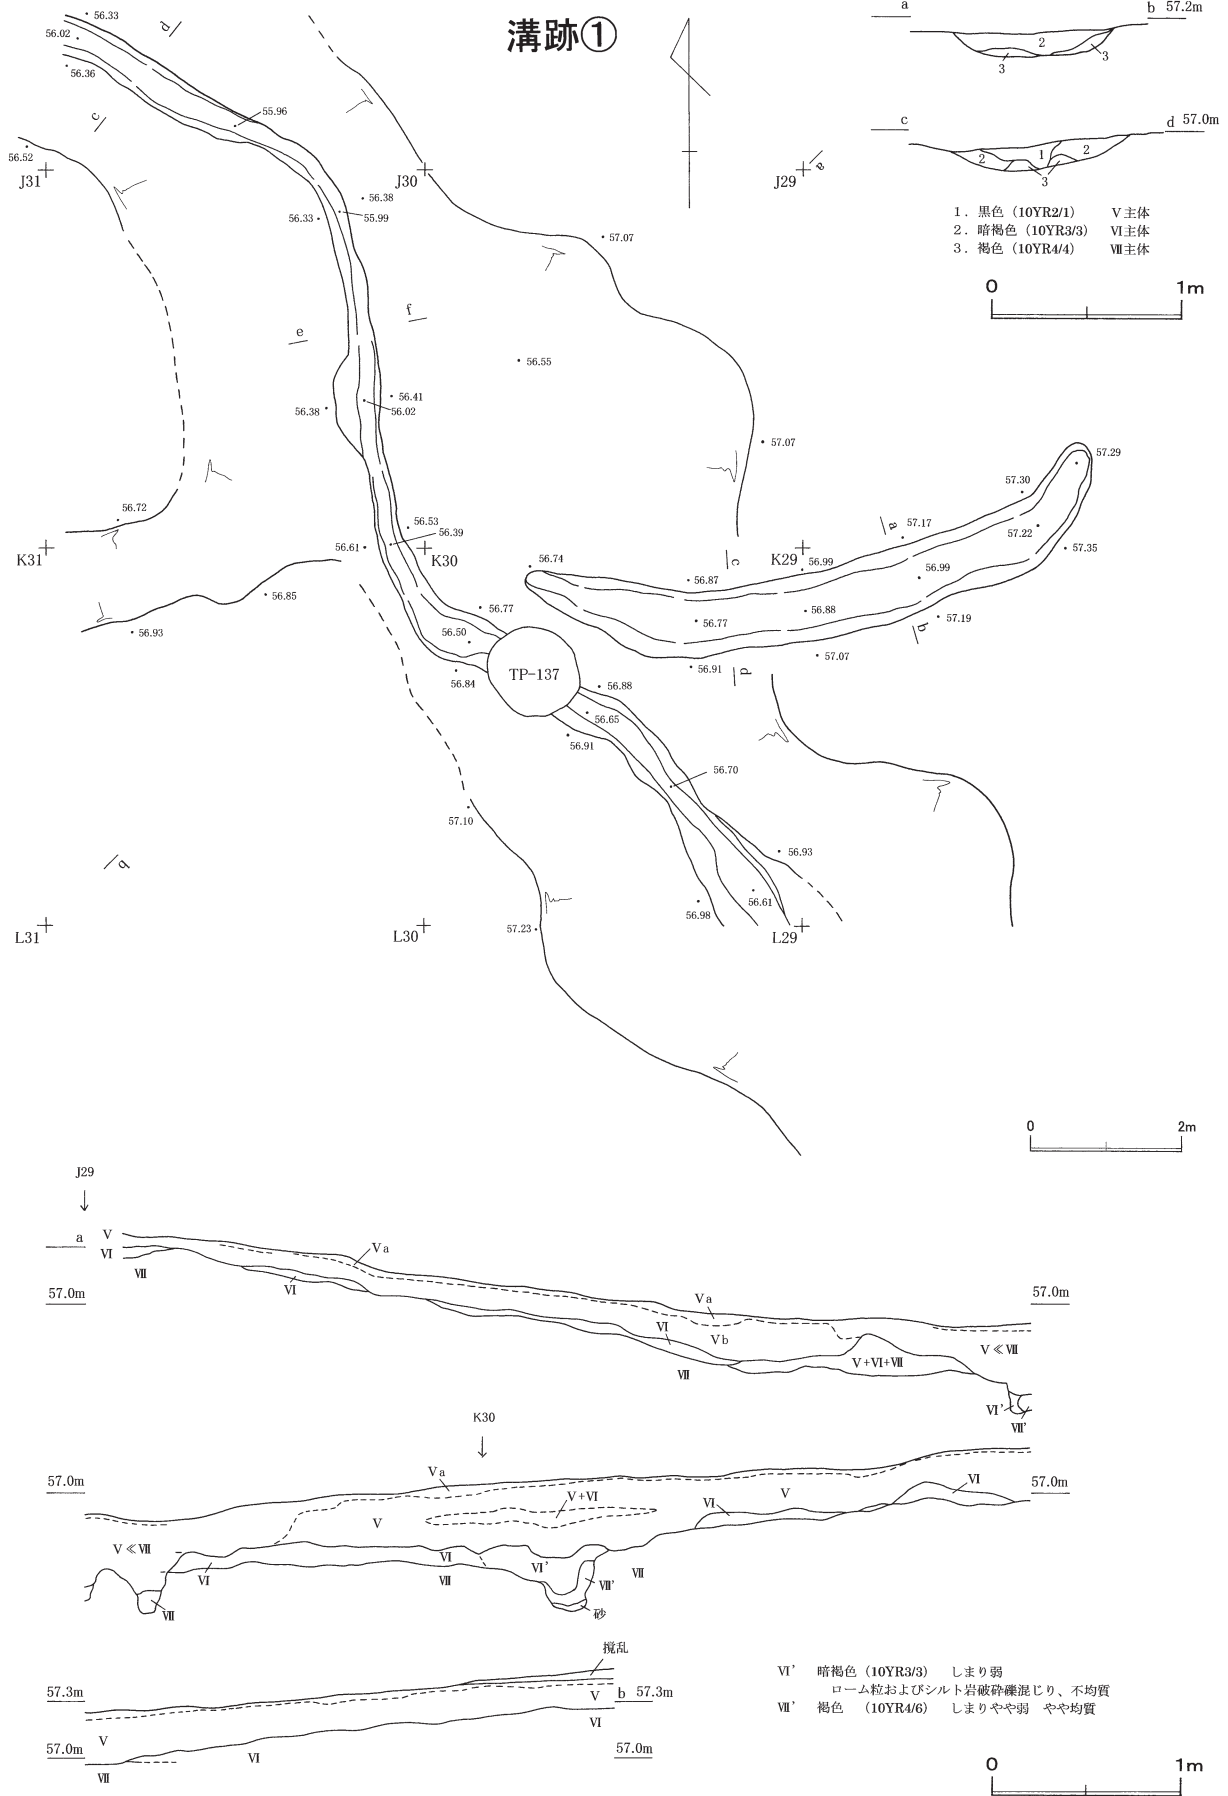 溝跡①
56.33
d
56.02
56.36
55.96
c
56.52
J31
J30
J29
a
56.38
56.33
55.99
57.07
f
e
56.55
56.41
56.38
56.02
57.07
57.29
57.30
56.72
56.53
56.39
a
57.17
57.22
K31
56.61
K30
56.74
c
K29
56.99
57.35
56.85
56.87
56.99
56.93
56.77
56.88
56.50
56.77
b
57.19
57.07
TP-137
56.84
56.88
56.91
d
56.65
56.91
56.70
57.10
56.93
b
56.61
56.98
L31
L30
57.23
L29
a b 57.2m
2
3 3
c d 57.0m
2 1 2
3
1．黒色（10YR2/1） Ⅴ主体
2．暗褐色（10YR3/3） Ⅵ主体
3．褐色（10YR4/4） Ⅶ主体
0 1m
0 2m
J29
a Ⅴ
Ⅵ
Ⅶ
Ⅴa
57.0m
Ⅵ
Ⅴa
57.0m
Ⅵ
Ⅴb
Ⅴ≪Ⅶ
Ⅶ
Ⅴ+Ⅵ+Ⅶ
Ⅵ'
Ⅶ'
K30
57.0m
Ⅴa
57.0m
Ⅵ
Ⅴ+Ⅵ
Ⅴ
Ⅵ
Ⅴ
Ⅴ≪Ⅶ
Ⅵ
Ⅵ
Ⅵ'
Ⅶ
Ⅶ
Ⅶ'
Ⅶ
砂
撹乱
57.3m
Ⅴ b 57.3m
Ⅵ
Ⅴ
57.0m
Ⅵ
57.0m
Ⅶ
Ⅵ' 暗褐色（10YR3/3） しまり弱
ローム粒およびシルト岩破砕礫混じり、不均質
Ⅶ' 褐色 （10YR4/6） しまりやや弱 やや均質
0 1m